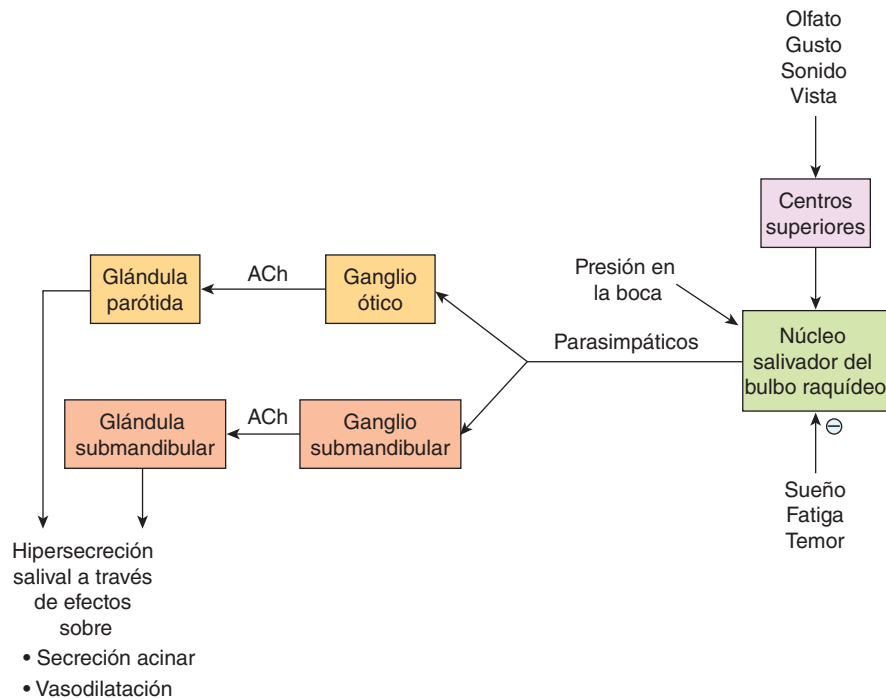 Olfato
Gusto
Sonido
Vista
Centros
superiores
Presión en
la boca
Núcleo
salivador del
bulbo raquídeo
Parasimpáticos
Glándula
parótida
ACh
Ganglio
ótico
Glándula
submandibular
ACh
Ganglio
submandibular
Sueño
Fatiga
Temor
Hipersecreción
salival a través
de efectos
sobre
• Secreción acinar
• Vasodilatación